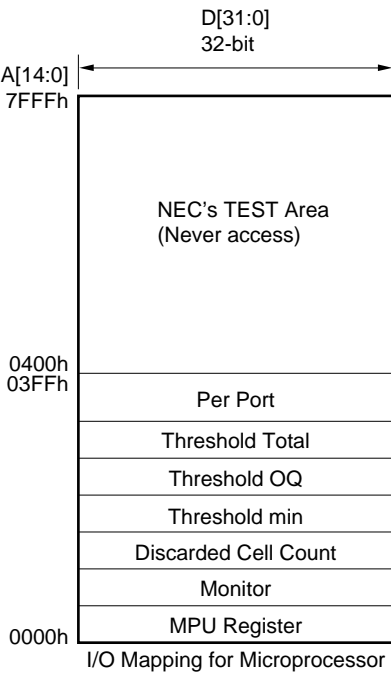 D[31:0]
32-bit
A[14:0]
7FFFh
NEC's TEST Area
(Never access)
0400h
03FFh
Per Port
Threshold Total
Threshold OQ
Threshold min
Discarded Cell Count
Monitor
MPU Register
0000h
I/O Mapping for Microprocessor